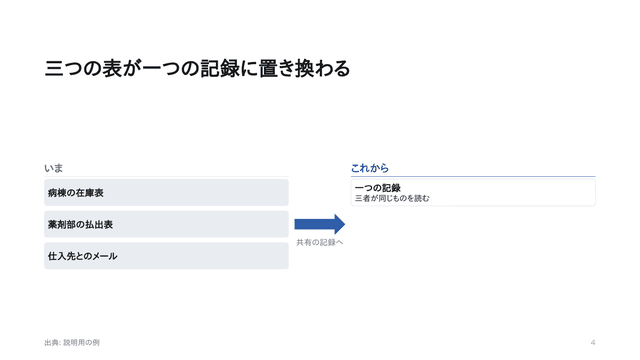 三つの表が一つの記録に置き換わる
いま
病棟の在庫表
薬剤部の払出表
仕入先とのメール
共有の記録へ
これから
一つの記録
三者が同じものを読む
出典: 説明用の例
4